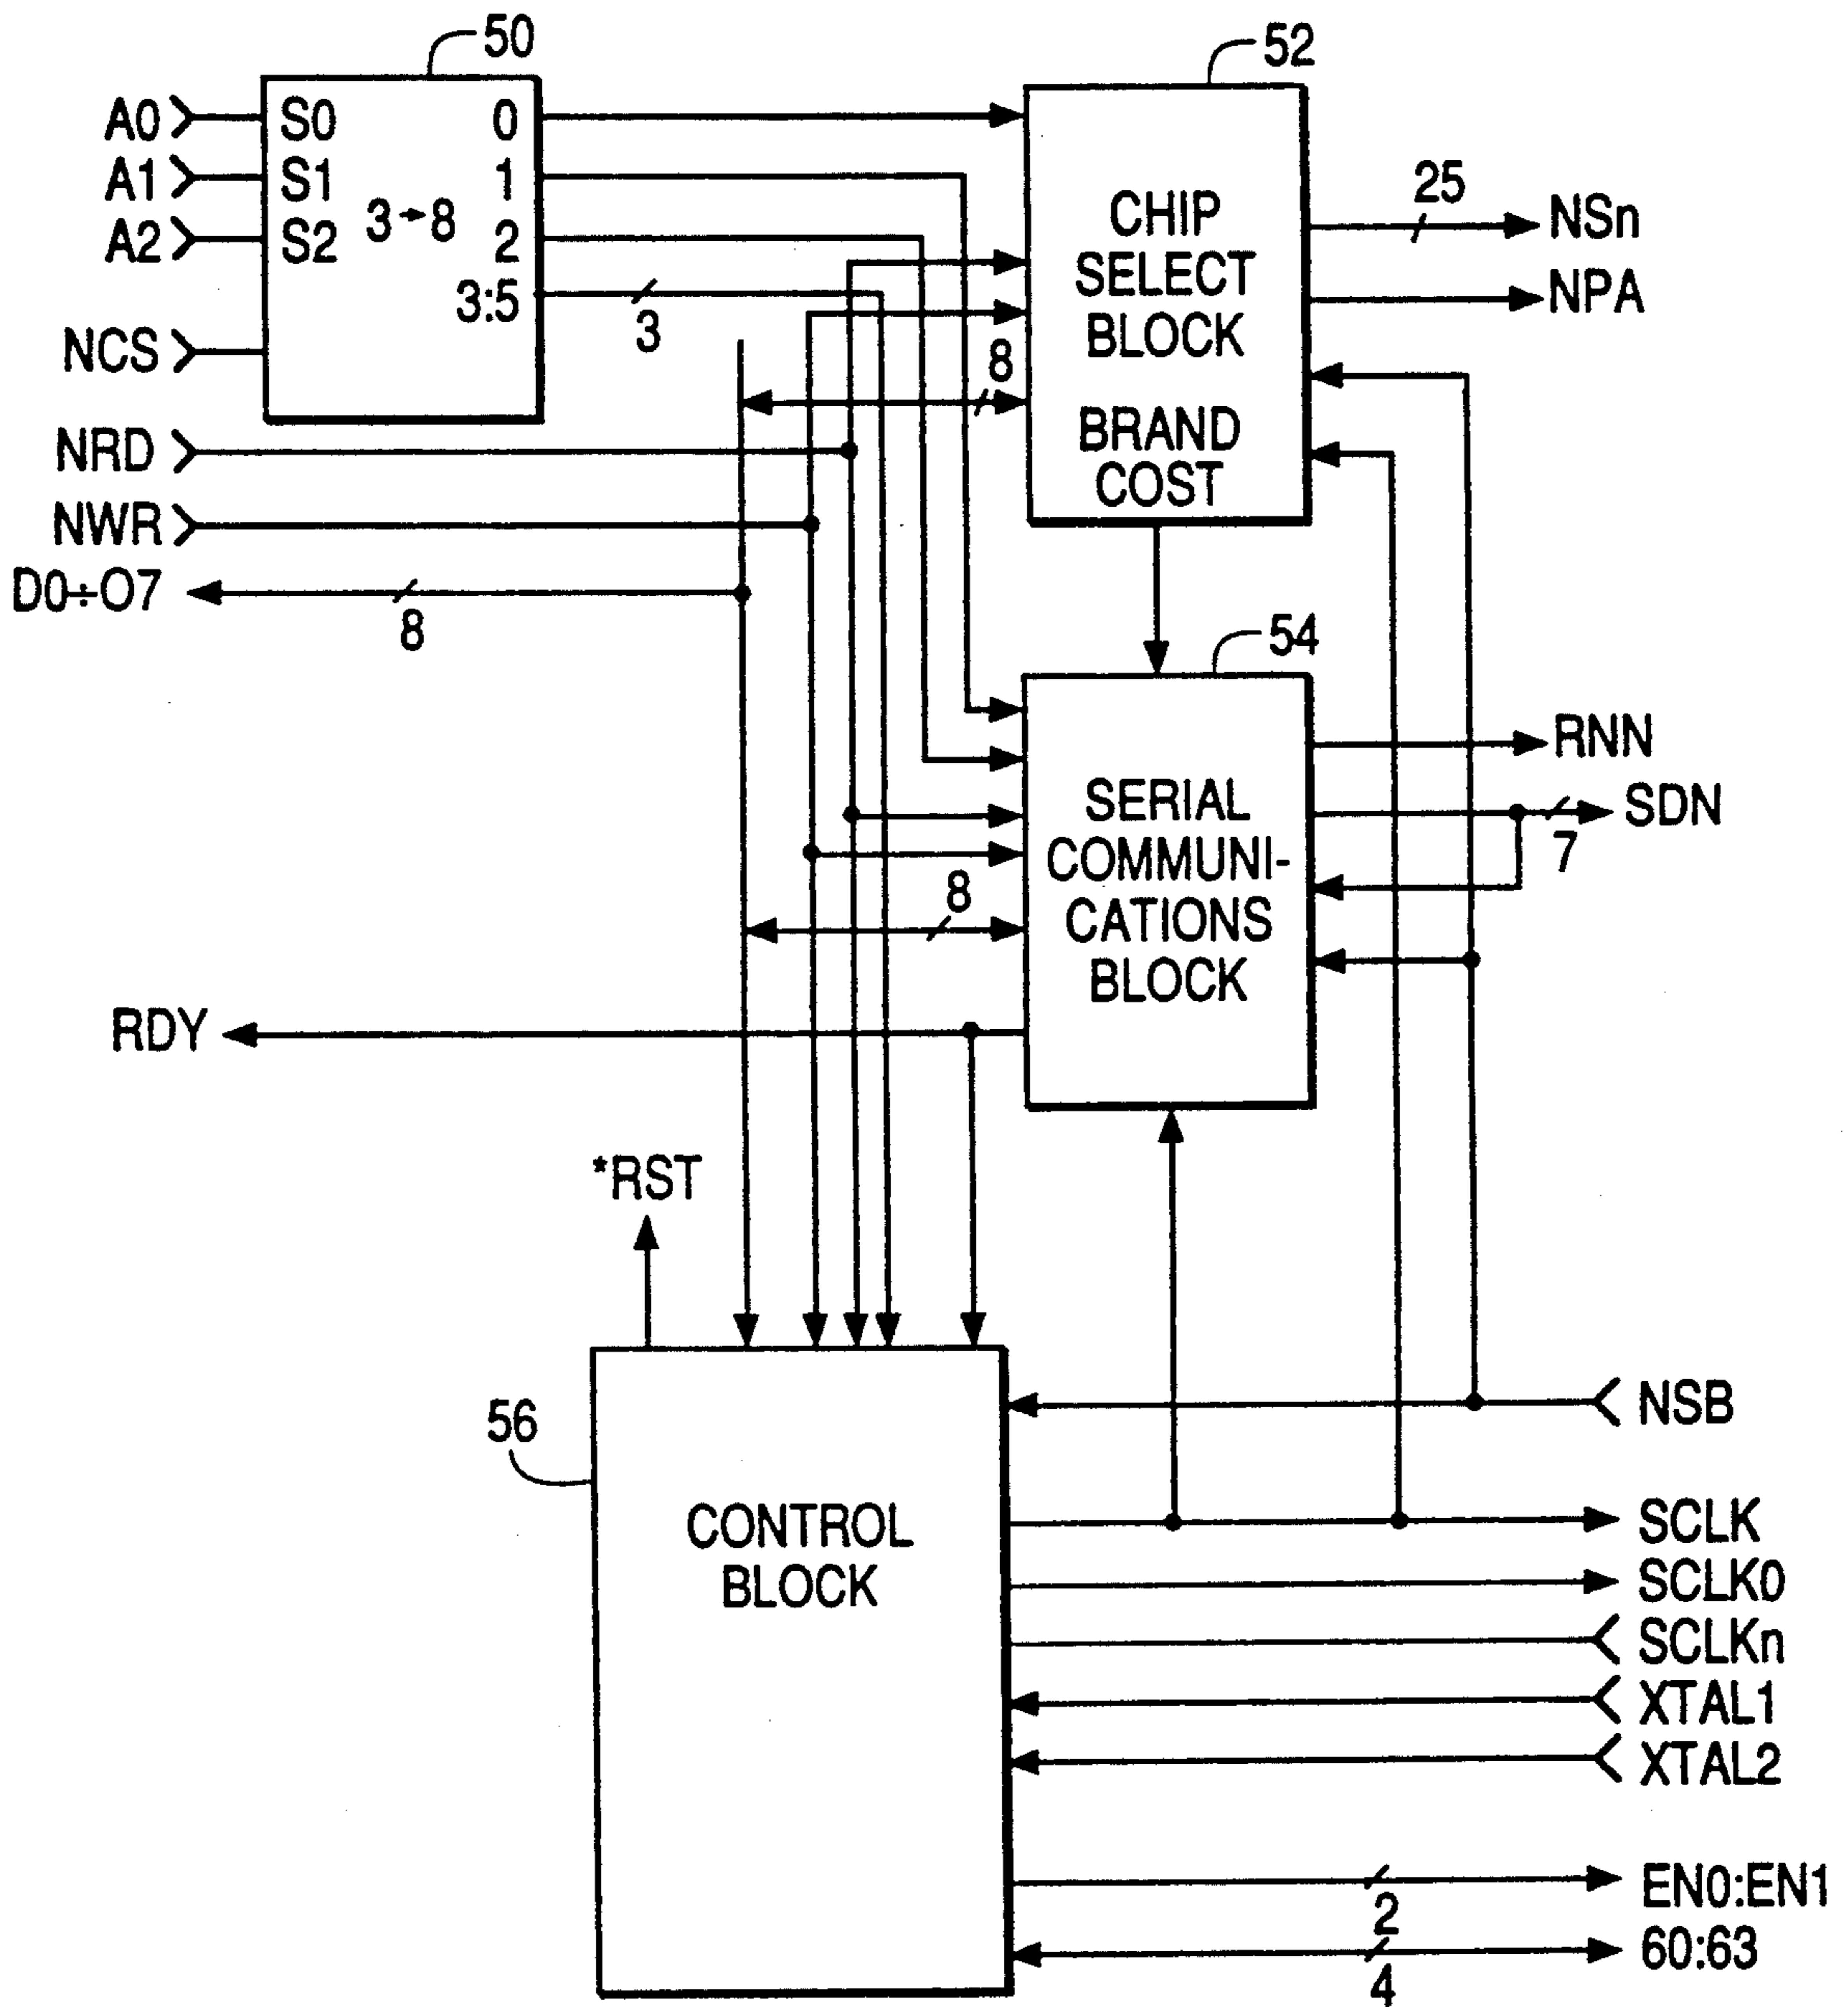 50
52
A0
S0
0
A1
S1
1
A2
S2
3→8
2
3:5
3
NCS
NRD
NWR
D0÷O7
8
CHIP
SELECT
BLOCK
BRAND
COST
8
25
NSn
NPA
54
SERIAL
COMMUNI-
CATIONS
BLOCK
8
RNN
SDN
7
RDY
*RST
56
CONTROL
BLOCK
NSB
SCLK
SCLK0
SCLKn
XTAL1
XTAL2
2
EN0:EN1
4
60:63